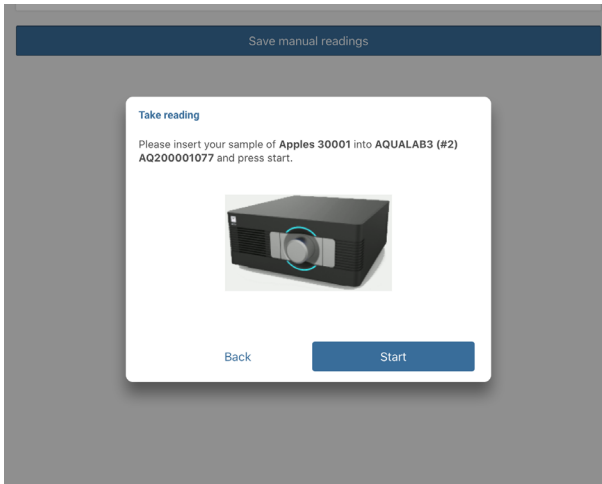 Save manual readings
Take reading
Please insert your sample of Apples 30001 into AQUALAB3 (#2)
AQ200001077 and press start.
Back
Start